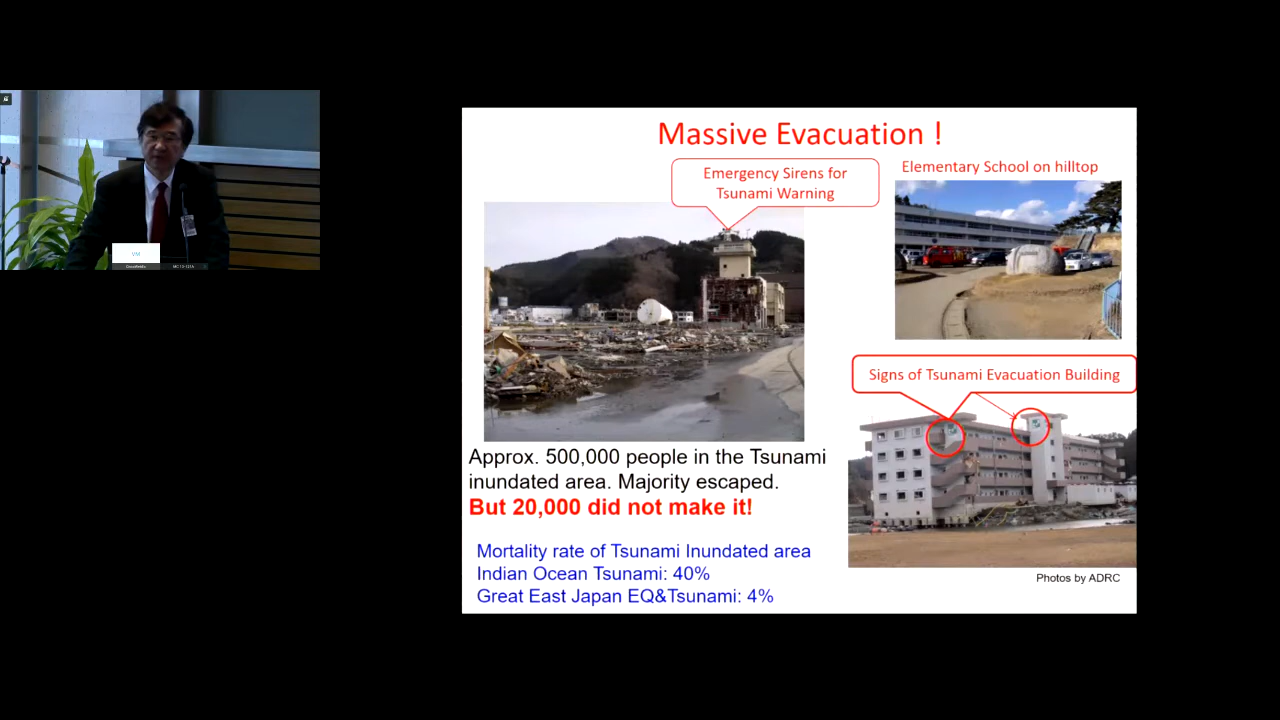 Massive Evacuation !
Emergency Sirens for
Tsunami Warning
Elementary School on hilltop
Signs of Tsunami Evacuation Building
Approx. 500,000 people in the Tsunami
inundated area. Majority escaped.
But 20,000 did not make it!
Mortality rate of Tsunami Inundated area
Indian Ocean Tsunami: 40%
Great East Japan EQ&Tsunami: 4%
Photos by ADRC
VM